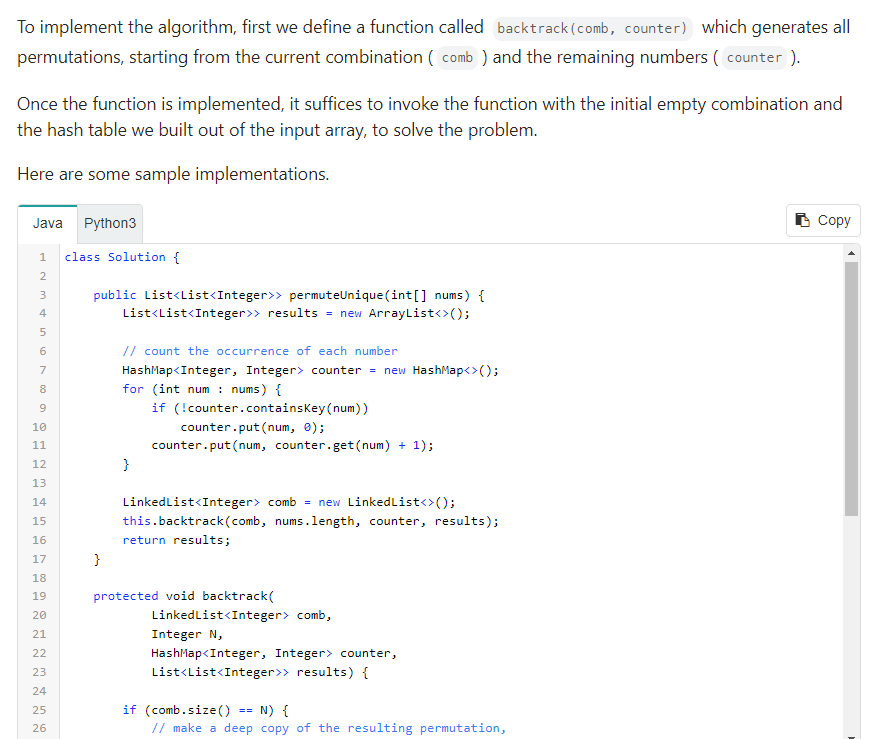 To implement the algorithm, first we define a function called backtrack(comb, counter) which generates all
permutations, starting from the current combination ( comb ) and the remaining numbers ( counter ).
Once the function is implemented, it suffices to invoke the function with the initial empty combination and
the hash table we built out of the input array, to solve the problem.
Here are some sample implementations.
Java Python3 Copy
1 class Solution {
2
3     public List<List<Integer>> permuteUnique(int[] nums) {
4         List<List<Integer>> results = new ArrayList<>();
5
6         // count the occurrence of each number
7         HashMap<Integer, Integer> counter = new HashMap<>();
8         for (int num : nums) {
9             if (!counter.containsKey(num))
10                 counter.put(num, 0);
11             counter.put(num, counter.get(num) + 1);
12         }
13
14         LinkedList<Integer> comb = new LinkedList<>();
15         this.backtrack(comb, nums.length, counter, results);
16         return results;
17     }
18
19     protected void backtrack(
20             LinkedList<Integer> comb,
21             Integer N,
22             HashMap<Integer, Integer> counter,
23             List<List<Integer>> results) {
24
25         if (comb.size() == N) {
26             // make a deep copy of the resulting permutation,